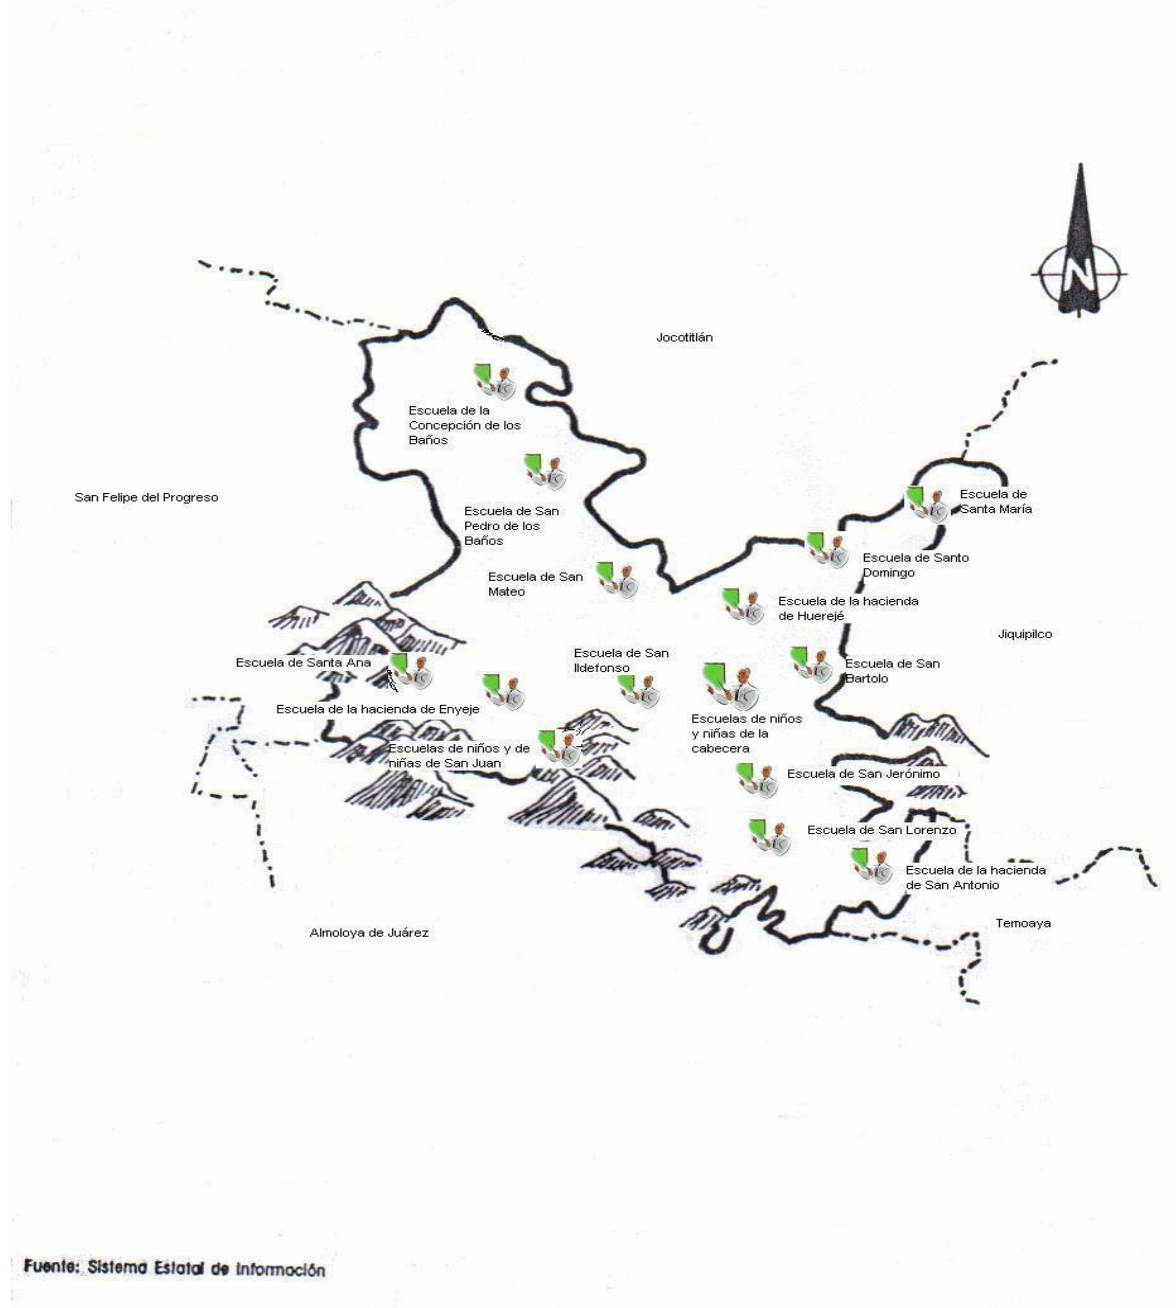 N
Jocotitlán
Escuela de la
Concepción de los
Baños
San Felipe del Progreso
Escuela de
Santa María
Escuela de San
Pedro de los
Baños
Escuela de Santo
Domingo
Escuela de San
Mateo
Escuela de la hacienda
de Huerejé
Jiquipilco
Escuela de San
Ildefonso
Escuela de Santa Ana
Escuela de San
Bartolo
Escuela de la hacienda de Enyeje
Escuelas de niños
y niñas de la
cabecera
Escuelas de niños y de
niñas de San Juan
Escuela de San Jerónimo
Escuela de San Lorenzo
Escuela de la hacienda
de San Antonio
Temoaya
Almoloya de Juárez
Fuente: Sistema Estatal de Información